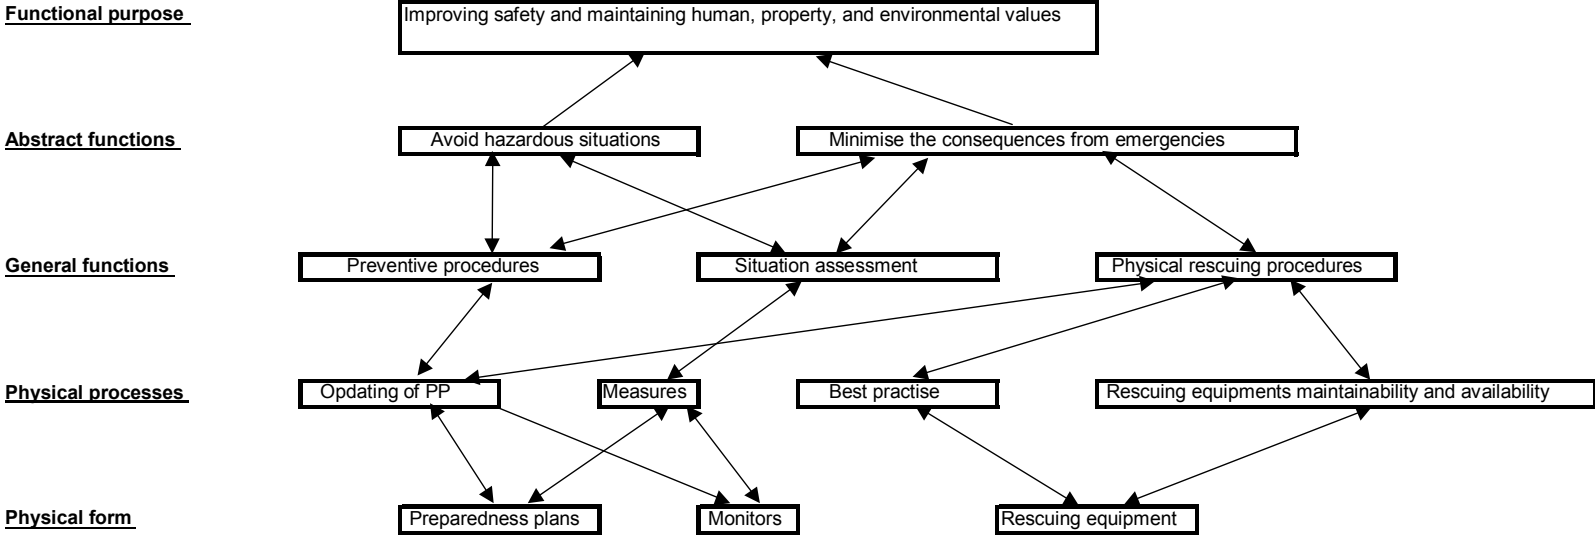 Functional purpose
Improving safety and maintaining human, property, and environmental values
Abstract functions
Avoid hazardous situations
Minimise the consequences from emergencies
General functions
Preventive procedures
Situation assessment
Physical rescuing procedures
Physical processes
Opdating of PP
Measures
Best practise
Rescuing equipments maintainability and availability
Physical form
Preparedness plans
Monitors
Rescuing equipment